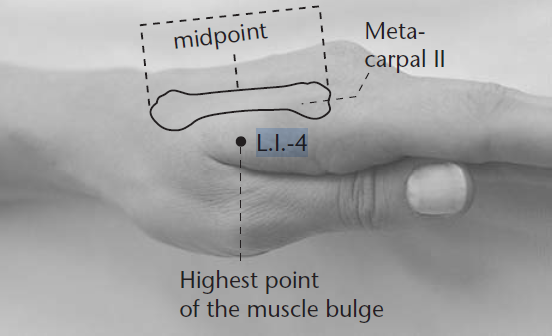 midpoint
Meta-
carpal II
L.I.-4
Highest point
of the muscle bulge